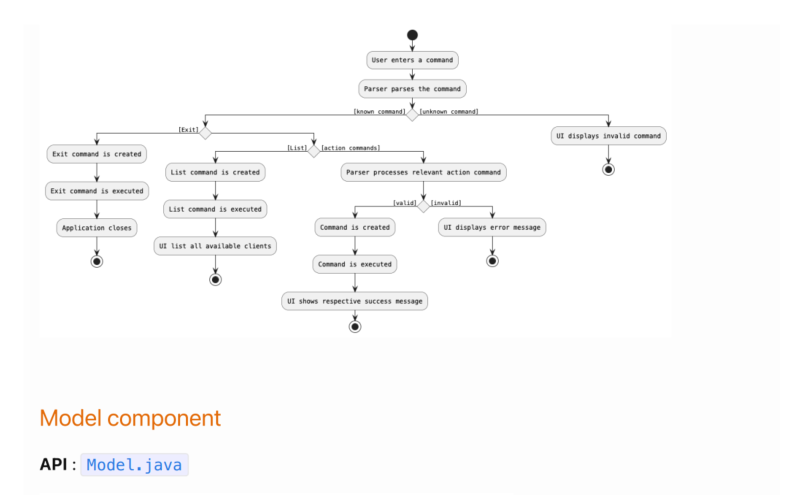 User enters a command
Parser parses the command
[known command] [unknown command]
[Exit]
UI displays invalid command
Exit command is created
[List] [action commands]
List command is created
Parser processes relevant action command
Exit command is executed
[valid] [invalid]
List command is executed
Application closes
Command is created
UI displays error message
UI list all available clients
Command is executed
UI shows respective success message
Model component
API : Model.java